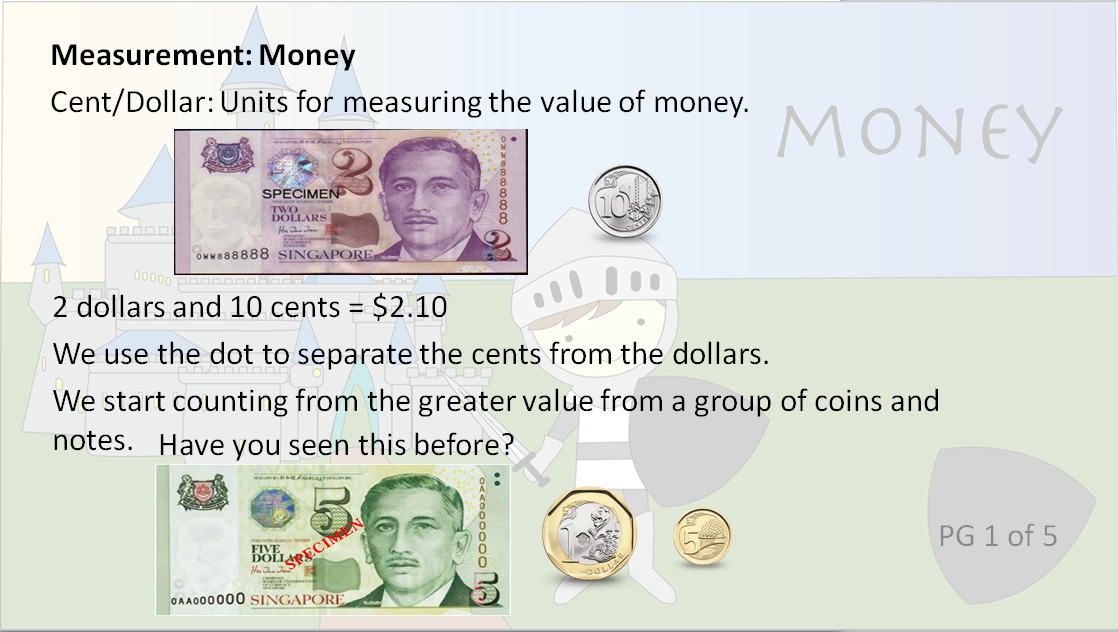 Measurement: Money
Cent/Dollar: Units for measuring the value of money.
MONEY
SPECIMEN
2
TWO
DOLLARS
0WW888888
SINGAPORE
0WW888888
2
10
CENTS
2 dollars and 10 cents = $2.10
We use the dot to separate the cents from the dollars.
We start counting from the greater value from a group of coins and
notes. Have you seen this before?
5
FIVE
DOLLARS
SPECIMEN
0AA000000
SINGAPORE
0AA000000
5
1
DOLLAR
5
PG 1 of 5